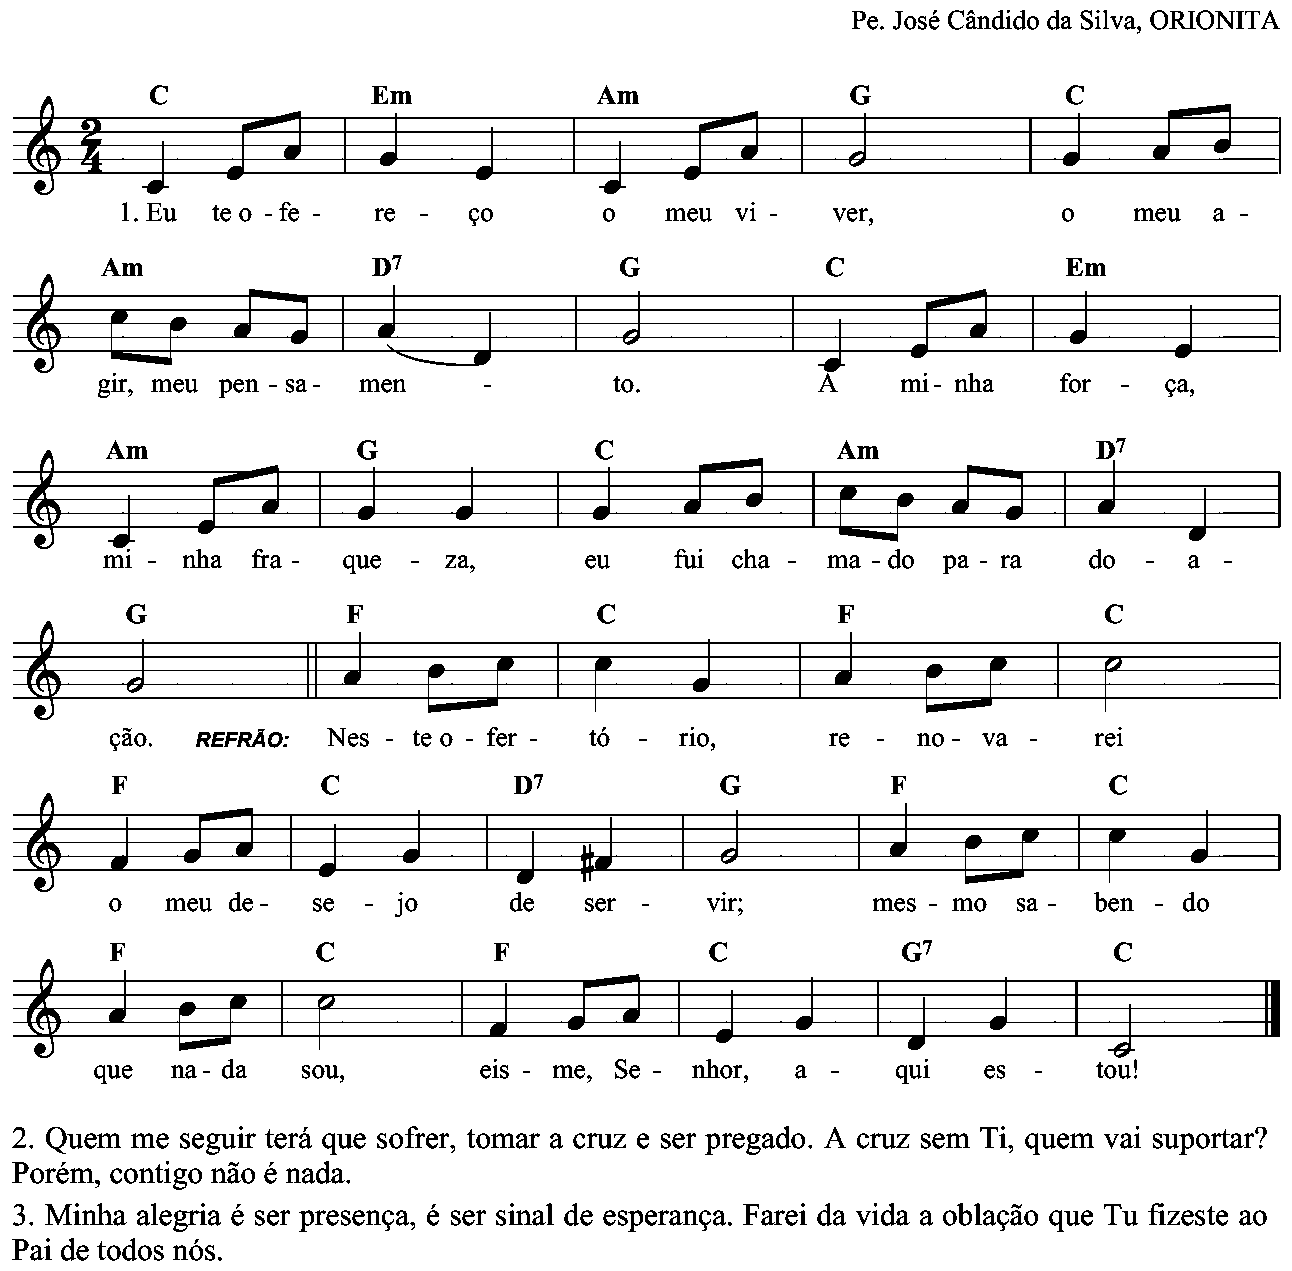 Pe. José Cândido da Silva, ORIONITA
C Em Am G C
2/4
1. Eu te o - fe - re - ço o meu vi - ver, o meu a -
Am D7 G C Em
gir, meu pen - sa - men - to. A mi - nha for - ça,
Am G C Am D7
mi - nha fra - que - za, eu fui cha - ma - do pa - ra do - a -
G F C F C
ção. REFRÃO: Nes - te o - fer - tó - rio, re - no - va - rei
F C D7 G F C
o meu de - se - jo de ser - vir; mes - mo sa - ben - do
F C F C G7 C
que na - da sou, eis - me, Se - nhor, a - qui es - tou!
2. Quem me seguir terá que sofrer, tomar a cruz e ser pregado. A cruz sem Ti, quem vai suportar?
Porém, contigo não é nada.
3. Minha alegria é ser presença, é ser sinal de esperança. Farei da vida a oblação que Tu fizeste ao
Pai de todos nós.